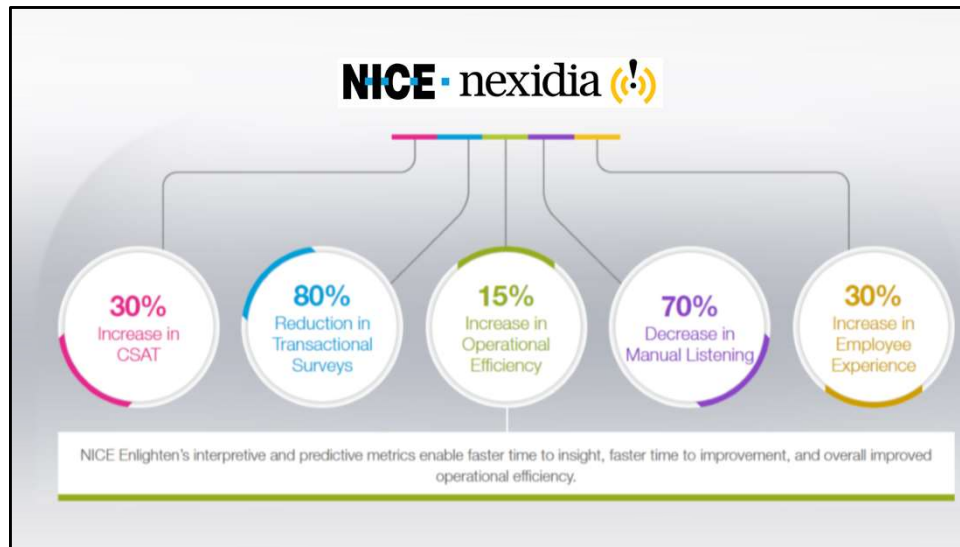 NICE · nexidia
30%
Increase in
CSAT
80%
Reduction in
Transactional
Surveys
15%
Increase in
Operational
Efficiency
70%
Decrease in
Manual Listening
30%
Increase in
Employee
Experience
NICE Enlighten's interpretive and predictive metrics enable faster time to insight, faster time to improvement, and overall improved
operational efficiency.